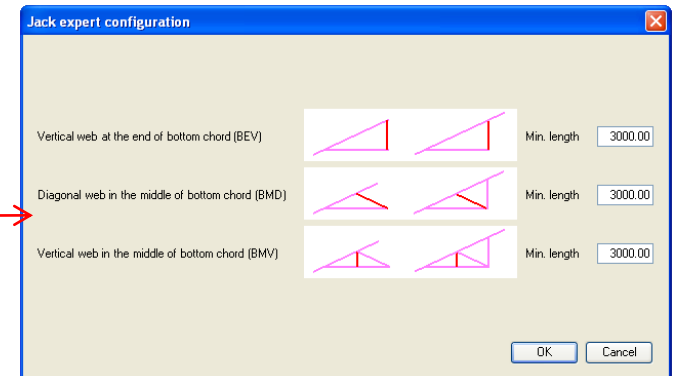 Jack expert configuration
Vertical web at the end of bottom chord (BEV) Min. length 3000.00
Diagonal web in the middle of bottom chord (BMD) Min. length 3000.00
Vertical web in the middle of bottom chord (BMV) Min. length 3000.00
OK Cancel